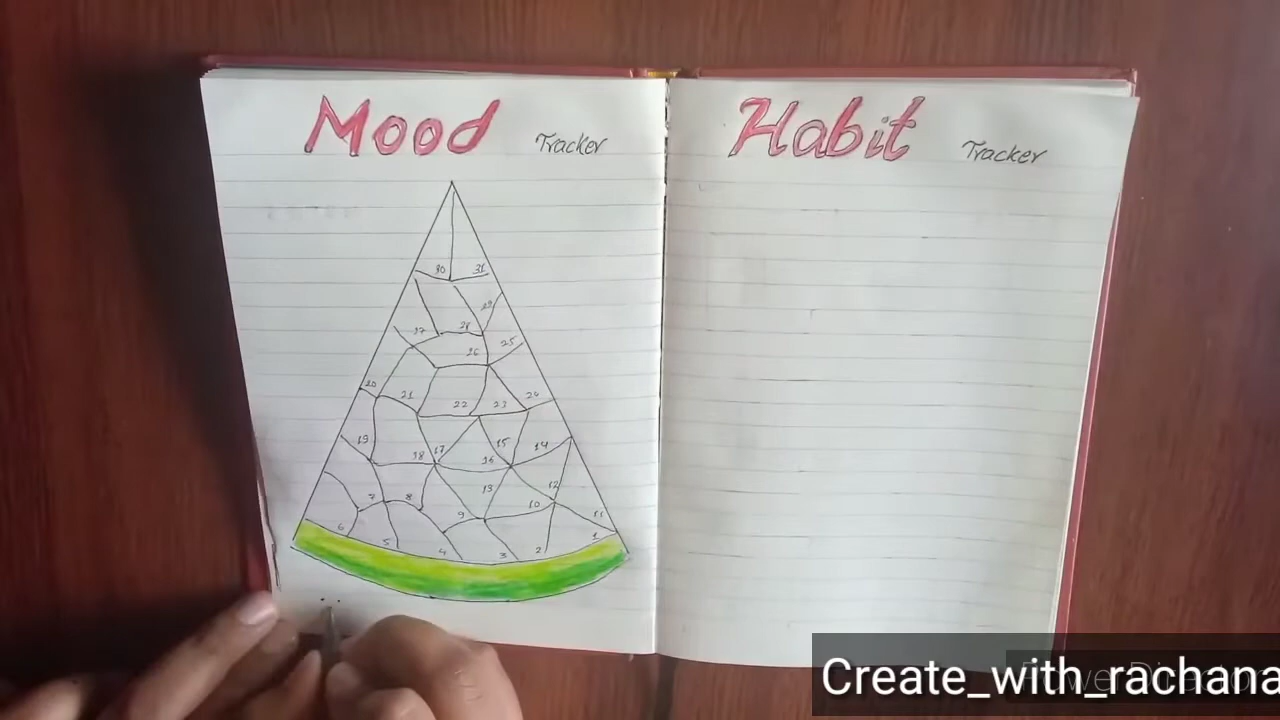 Mood Tracker
Habit Tracker
30 31
29
27 28
26 25
20
21 22 23 24
19 18 17 16 15 14
7 8 13 12
9 10 11
6 5 4 3 2 1
Create_with_rachana